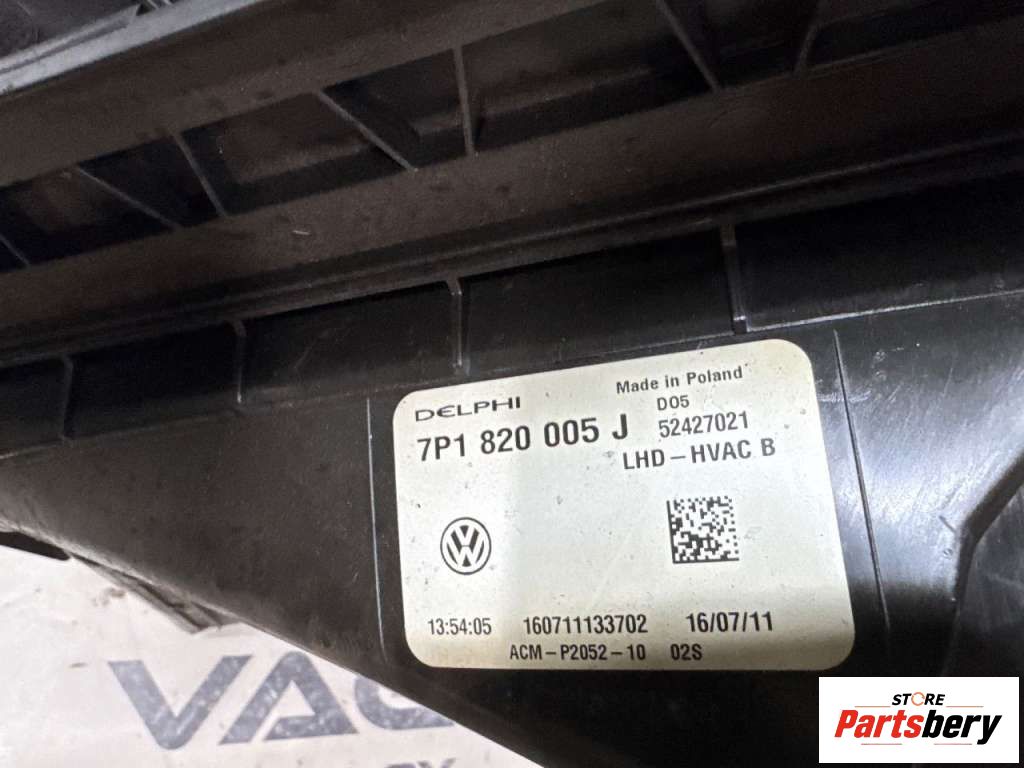 DELPHI
Made in Poland
D05
7P1 820 005 J
52427021
LHD-HVAC B
13:54:05 160711133702 16/07/11
ACM-P2052-10 02S
VAC
STORE
Partsbery